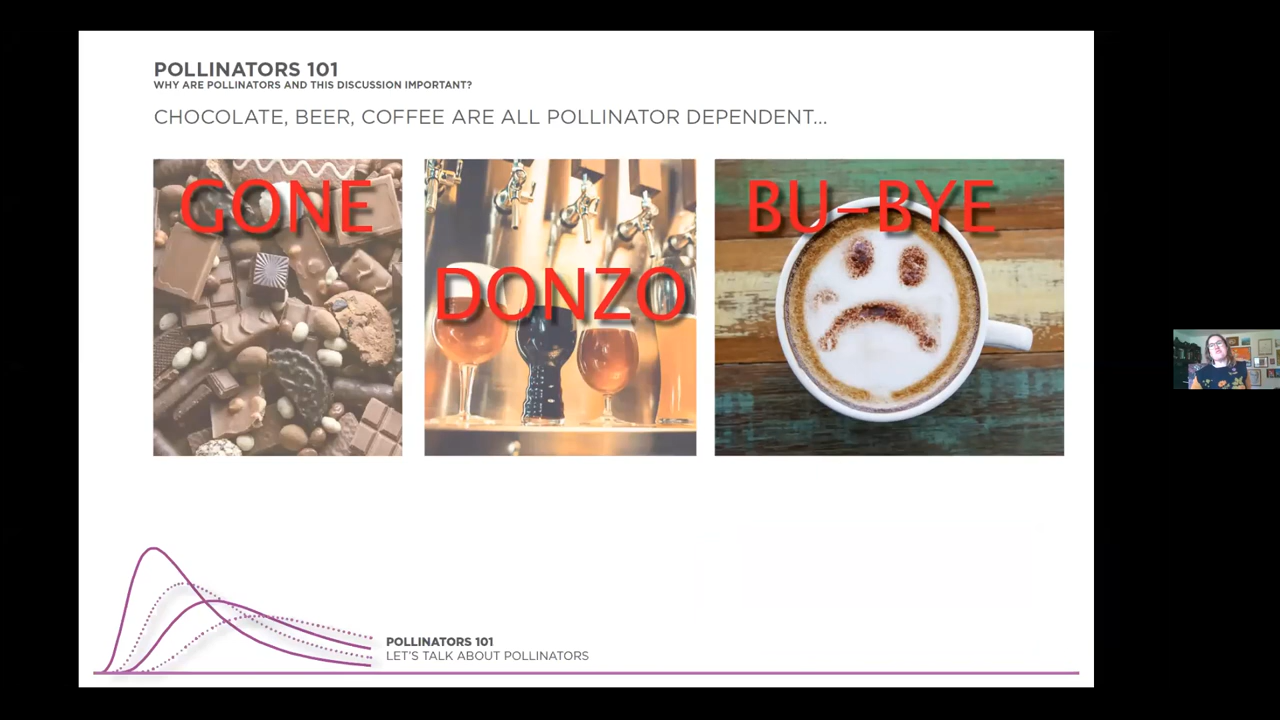 POLLINATORS 101
WHY ARE POLLINATORS AND THIS DISCUSSION IMPORTANT?
CHOCOLATE, BEER, COFFEE ARE ALL POLLINATOR DEPENDENT...
GONE
DONZO
BU-BYE
POLLINATORS 101
LET'S TALK ABOUT POLLINATORS